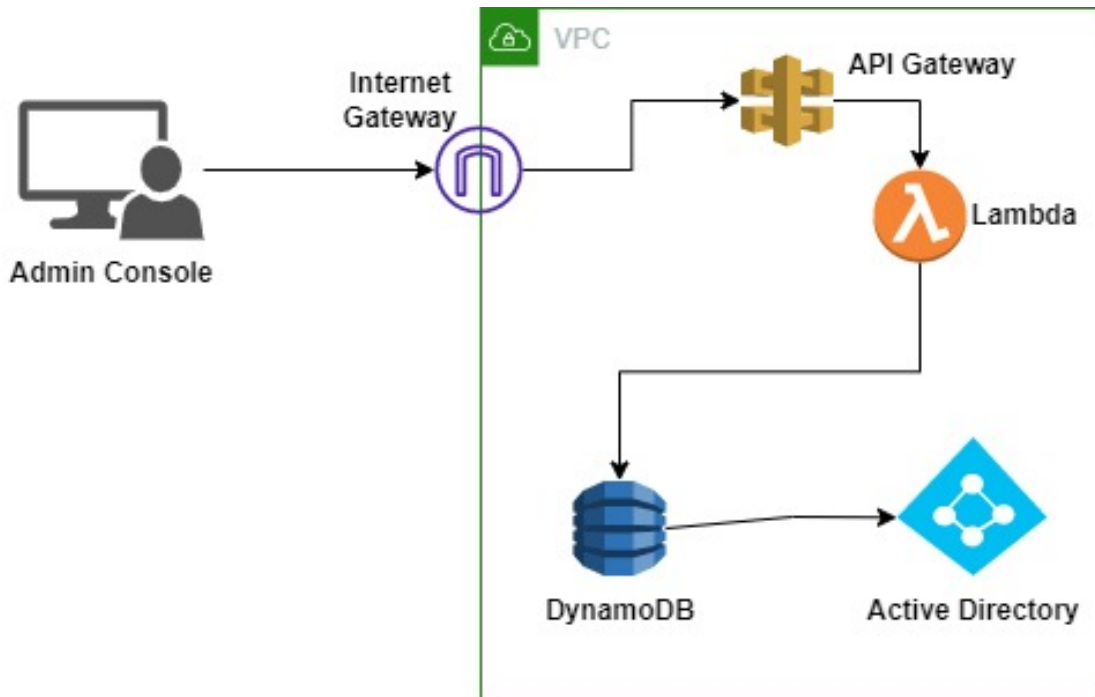 VPC
Internet
Gateway
API Gateway
Lambda
Admin Console
DynamoDB
Active Directory